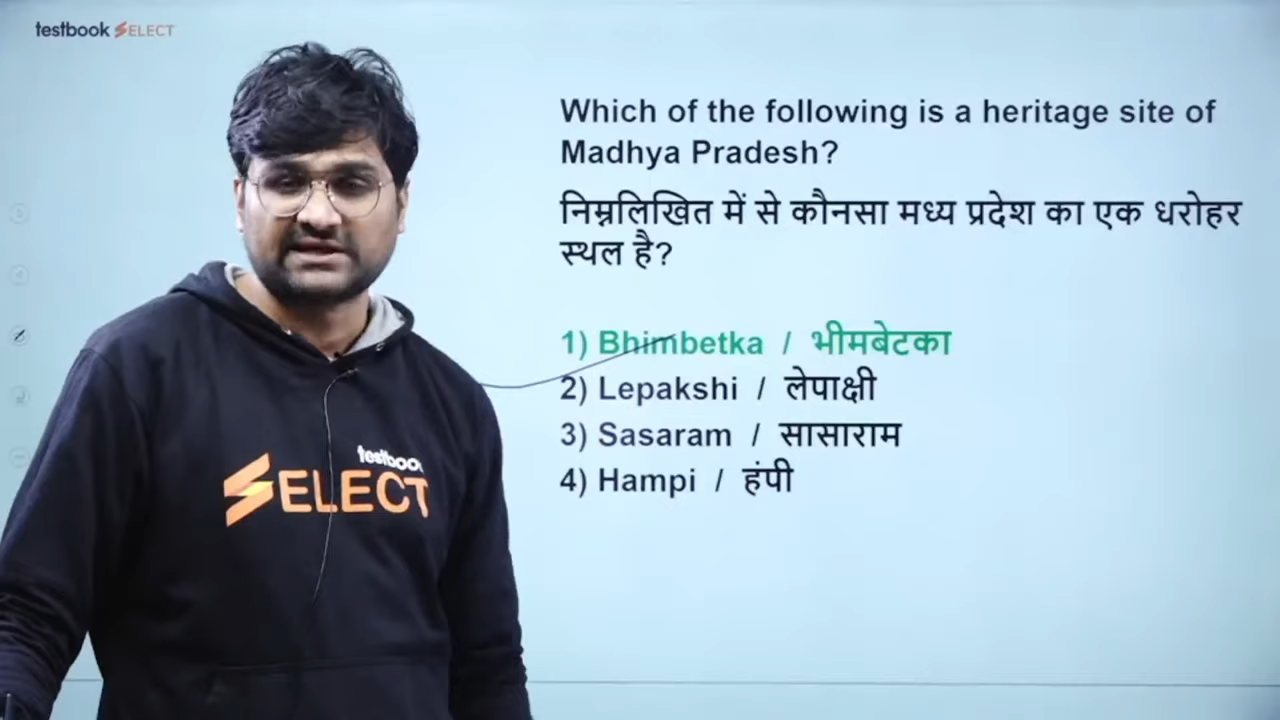 testbook SELECT
Which of the following is a heritage site of
Madhya Pradesh?
निम्नलिखित में से कौनसा मध्य प्रदेश का एक धरोहर
स्थल है?
1) Bhimbetka / भीमबेटका
2) Lepakshi / लेपाक्षी
3) Sasaram / सासाराम
4) Hampi / हंपी
testbook
SELECT